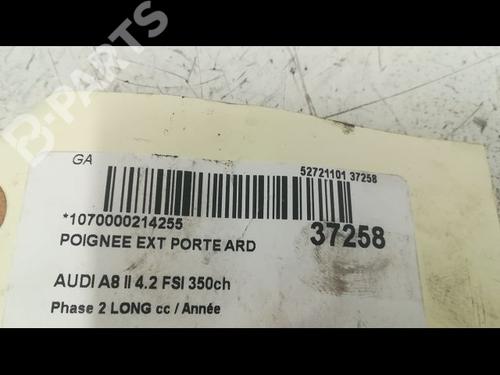 B-PARTS
GA
52721101 37258
*1070000214255
37258
POIGNEE EXT PORTE ARD
AUDI A8 II 4.2 FSI 350ch
Phase 2 LONG cc / Année